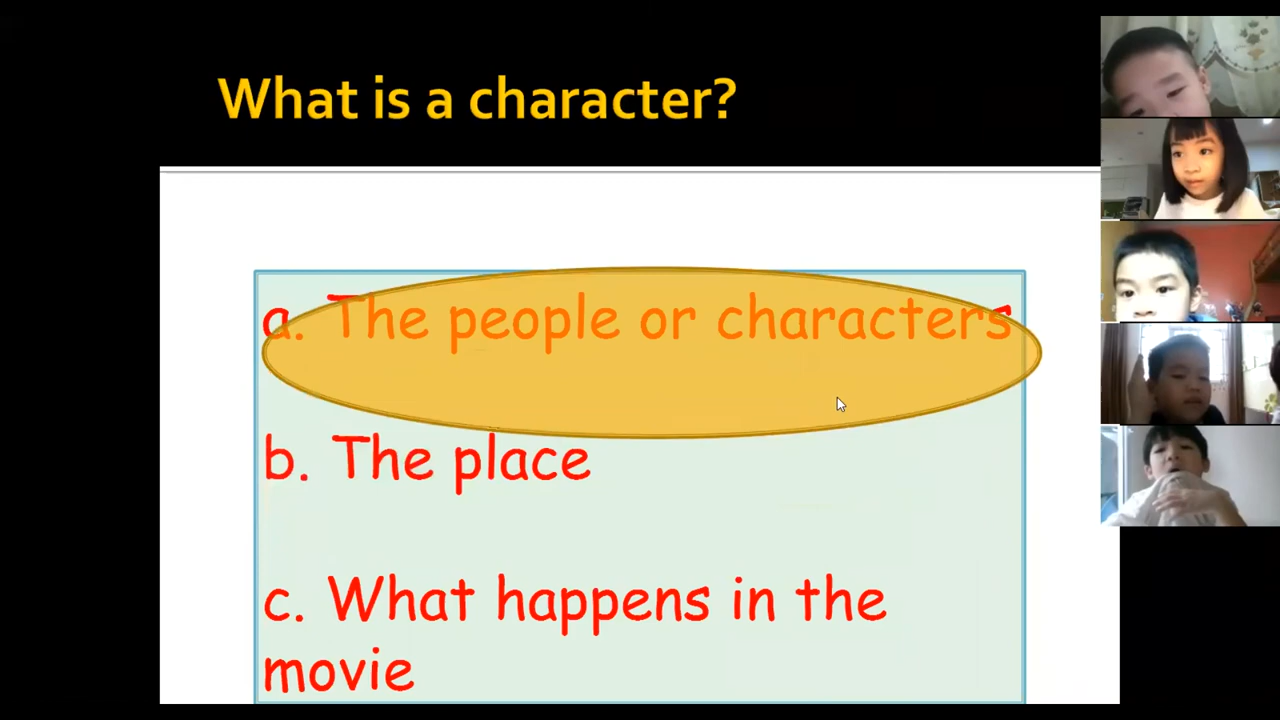 What is a character?
a. The people or characters
b. The place
c. What happens in the
movie